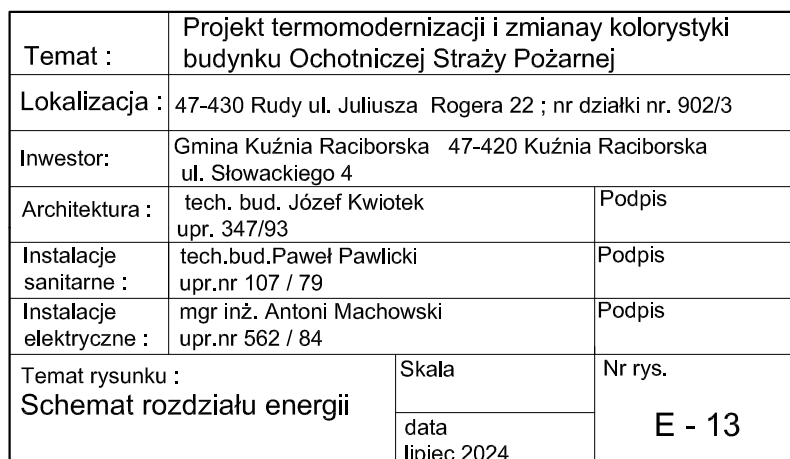 Temat :
Projekt termomodernizacji i zmianay kolorystyki
budynku Ochotniczej Straży Pożarnej
Lokalizacja :
47-430 Rudy ul. Juliusza Rogera 22 ; nr działki nr. 902/3
Inwestor:
Gmina Kuźnia Raciborska 47-420 Kuźnia Raciborska
ul. Słowackiego 4
Architektura :
tech. bud. Józef Kwiotek
upr. 347/93
Podpis
Instalacje
sanitarne :
tech.bud.Paweł Pawlicki
upr.nr 107 / 79
Podpis
Instalacje
elektryczne :
mgr inż. Antoni Machowski
upr.nr 562 / 84
Podpis
Temat rysunku :
Schemat rozdziału energii
Skala
data
lipiec 2024
Nr rys.
E - 13